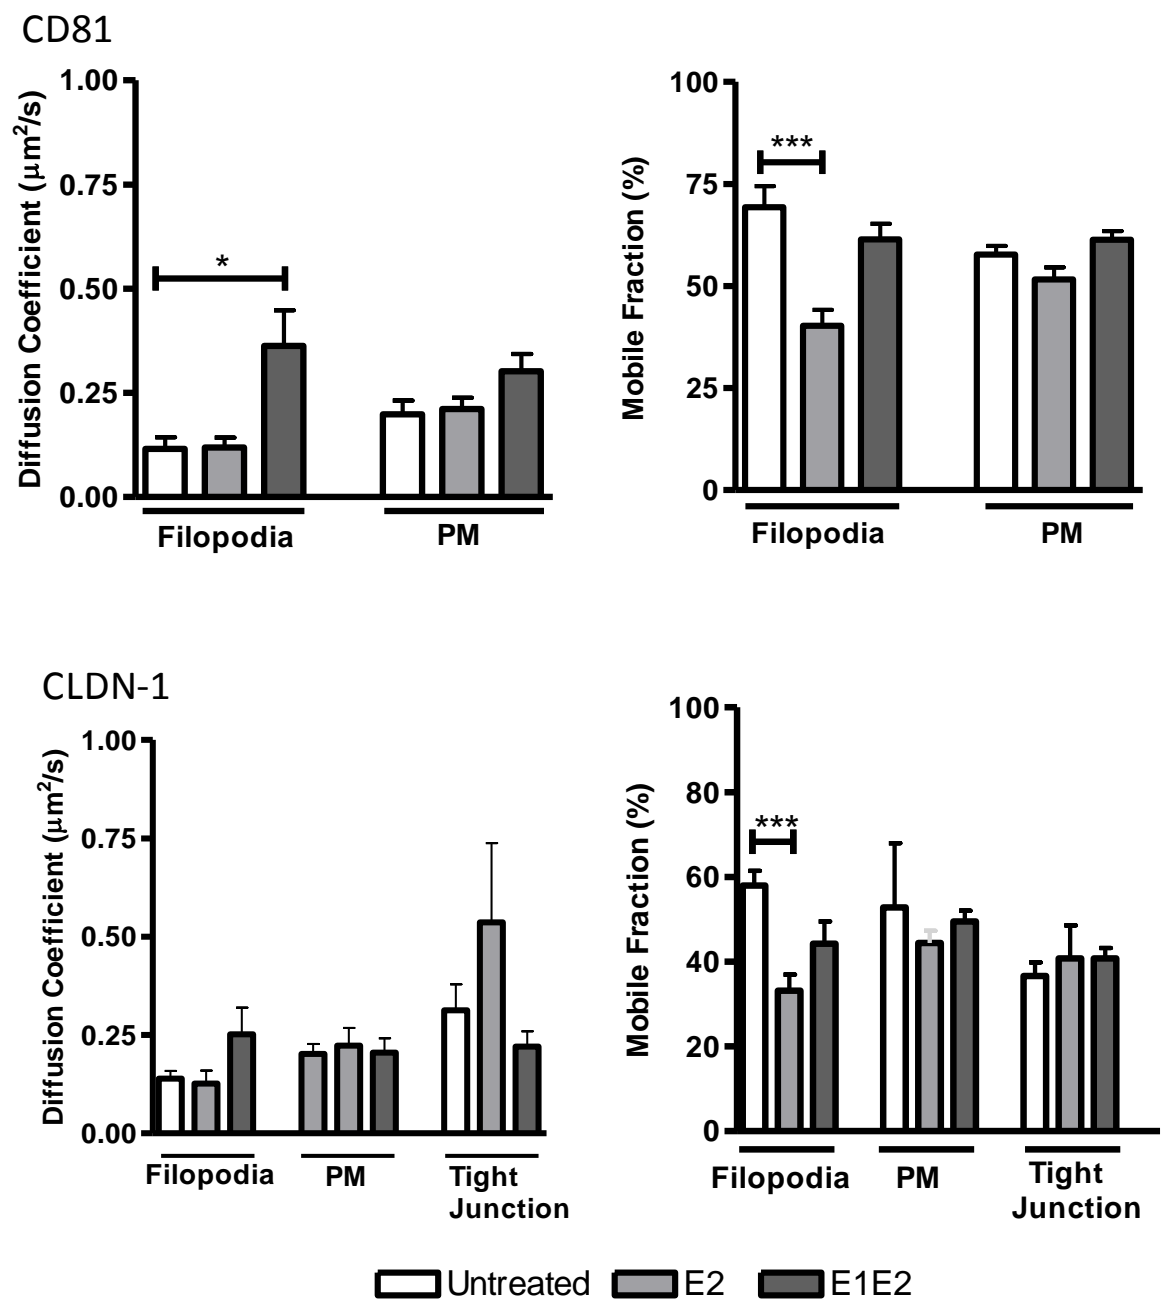 CD81
Diffusion Coefficient (μm²/s)
1.00
0.75
0.50
0.25
0.00
*
Filopodia
PM
Mobile Fraction (%)
100
75
50
25
0
***
Filopodia
PM
CLDN-1
Diffusion Coefficient (μm²/s)
1.00
0.75
0.50
0.25
0.00
Filopodia
PM
Tight
Junction
Mobile Fraction (%)
100
80
60
40
20
0
***
Filopodia
PM
Tight
Junction
Untreated E2 E1E2